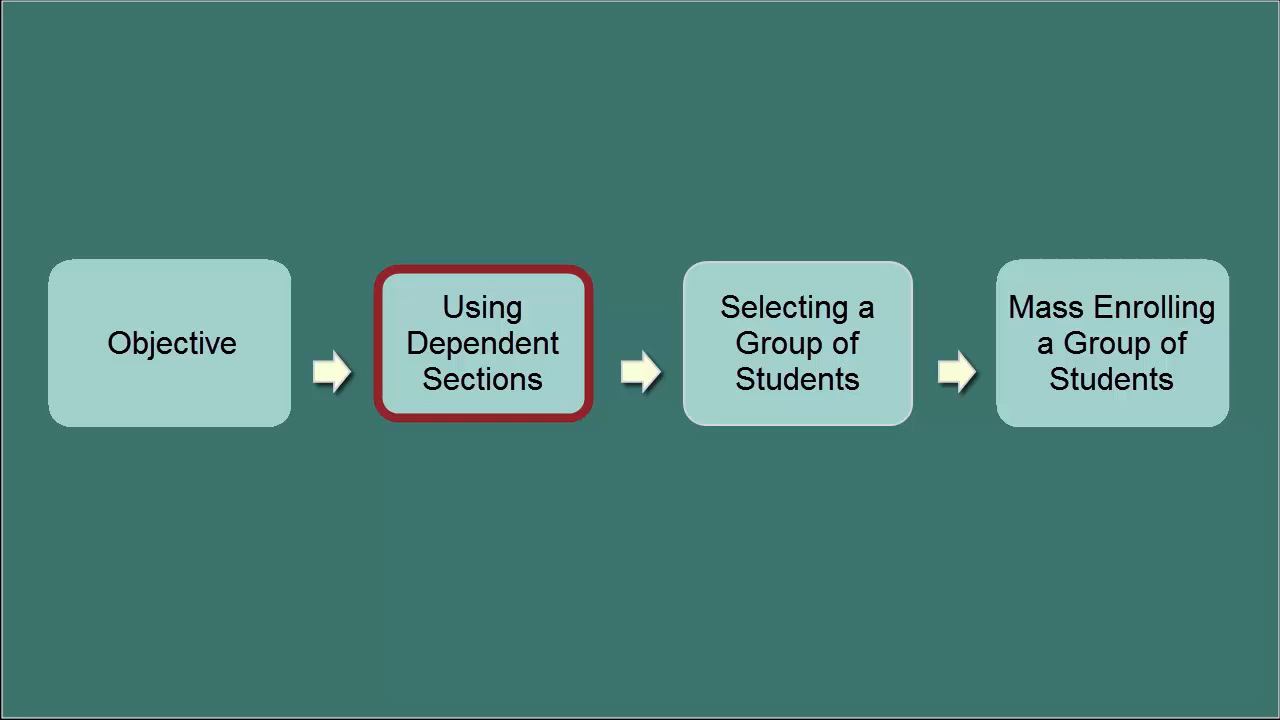 Objective
Using
Dependent
Sections
Selecting a
Group of
Students
Mass Enrolling
a Group of
Students